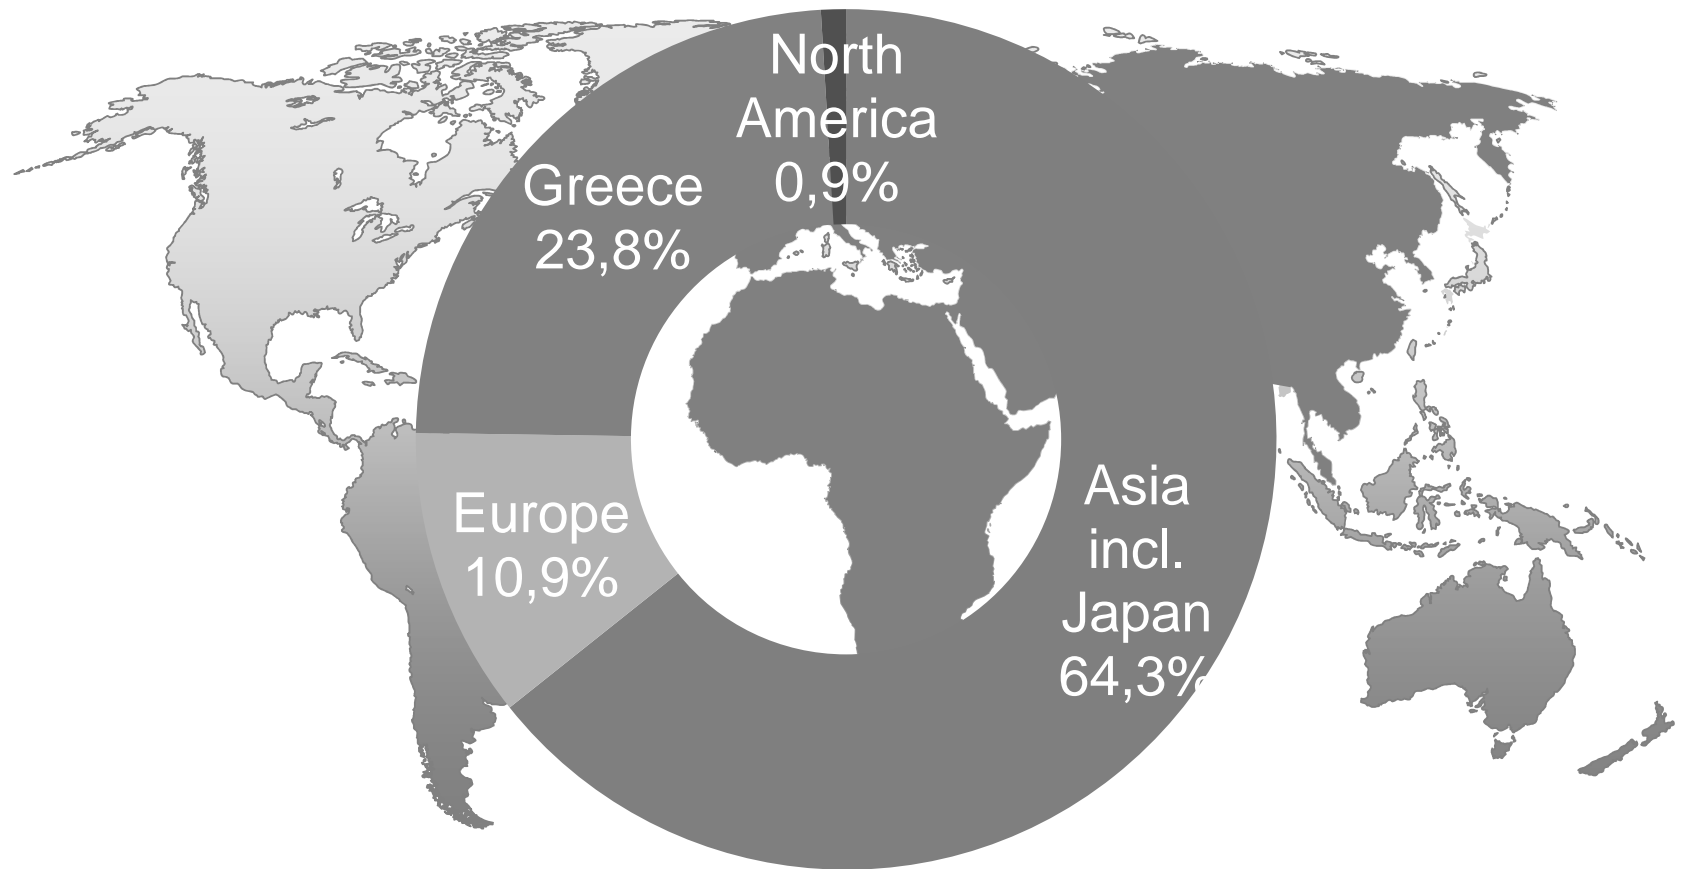 North
America
0,9%
Greece
23,8%
Europe
10,9%
Asia
incl.
Japan
64,3%